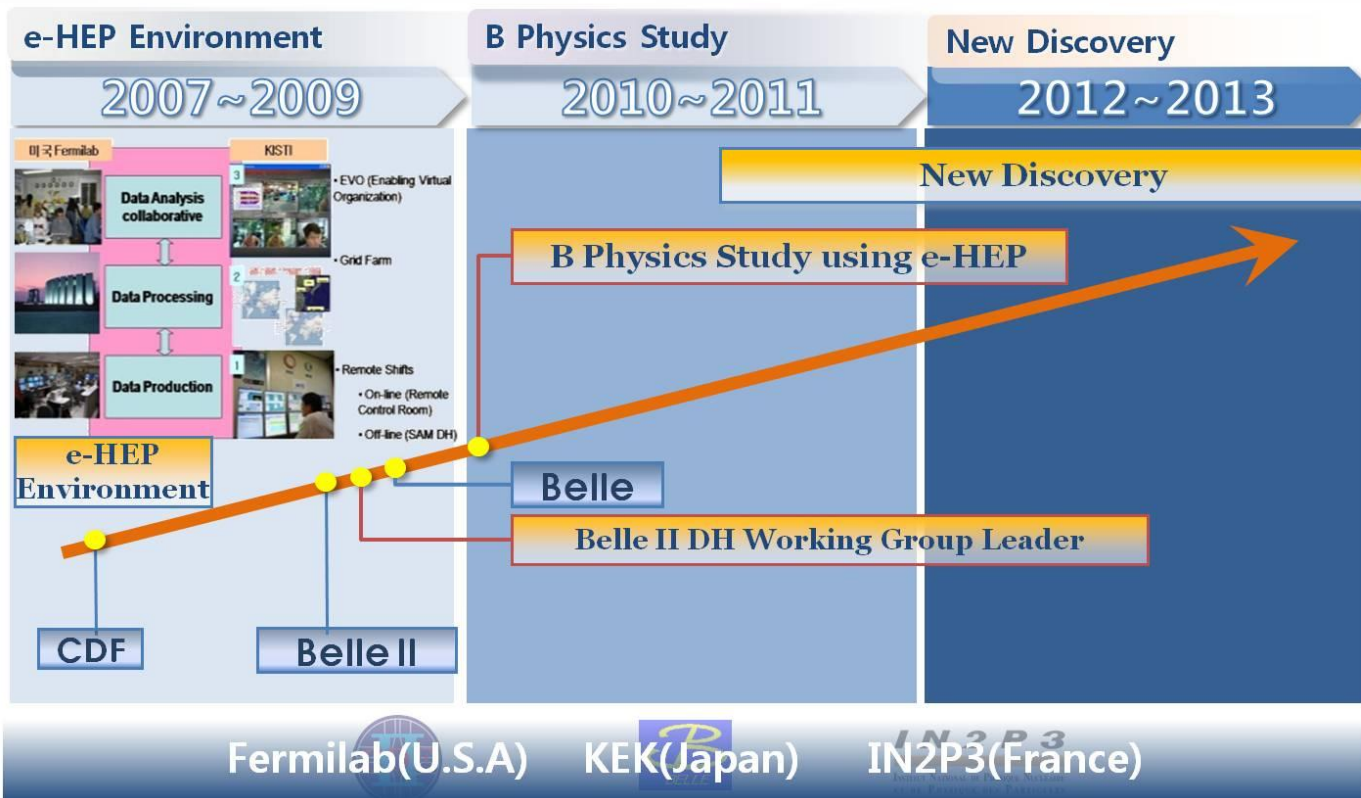 e-HEP Environment
2007~2009
B Physics Study
2010~2011
New Discovery
2012~2013
미국 Fermilab
KISTI
Data Analysis
collaborative
Data Processing
Data Production
3
2
1
• EVO (Enabling Virtual
Organization)
• Grid Farm
• Remote Shifts
• On-line (Remote
Control Room)
• Off-line (SAM DH)
New Discovery
B Physics Study using e-HEP
e-HEP
Environment
Belle
Belle II DH Working Group Leader
CDF
Belle II
Fermilab(U.S.A)
KEK(Japan)
IN2P3(France)
B
BELLE
IN2P3